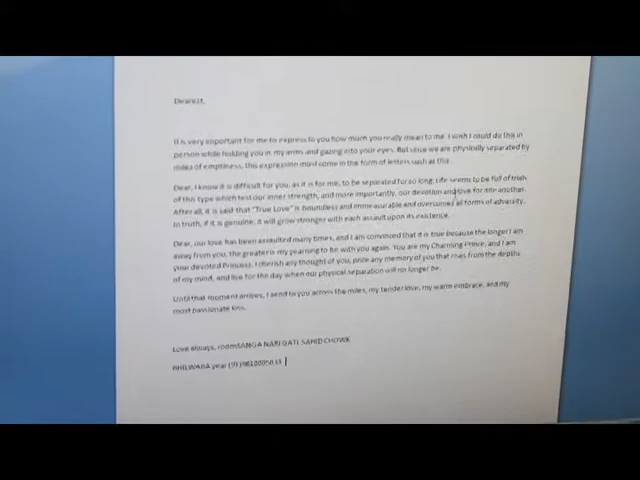 Dearest,
It is very important for me to express to you how much you really mean to me. I wish I could do this in
person while holding you in my arms and gazing into your eyes. But since we are physically separated by
miles of emptiness, this expression must come in the form of letters such as this.
Dear, I know it is difficult for you, as it is for me, to be separated for so long. Life seems to be full of trials
of this type which test our inner strength, and more importantly, our devotion and love for one another.
After all, it is said that "True Love" is boundless and immeasurable and overcomes all forms of adversity.
In truth, if it is genuine, it will grow stronger with each assault upon its existence.
Dear, our love has been assaulted many times, and I am convinced that it is true because the longer I am
away from you, the greater is my yearning to be with you again. You are my Charming Prince, and I am
your devoted Princess. I cherish any thought of you, prize any memory of you that rises from the depths
of my mind, and live for the day when our physical separation will no longer be.
Until that moment arrives, I send to you across the miles, my tender love, my warm embrace, and my
most passionate kiss.
Love always, roomSANGA NARI GATI SAHID CHOWK
BHILWARA year